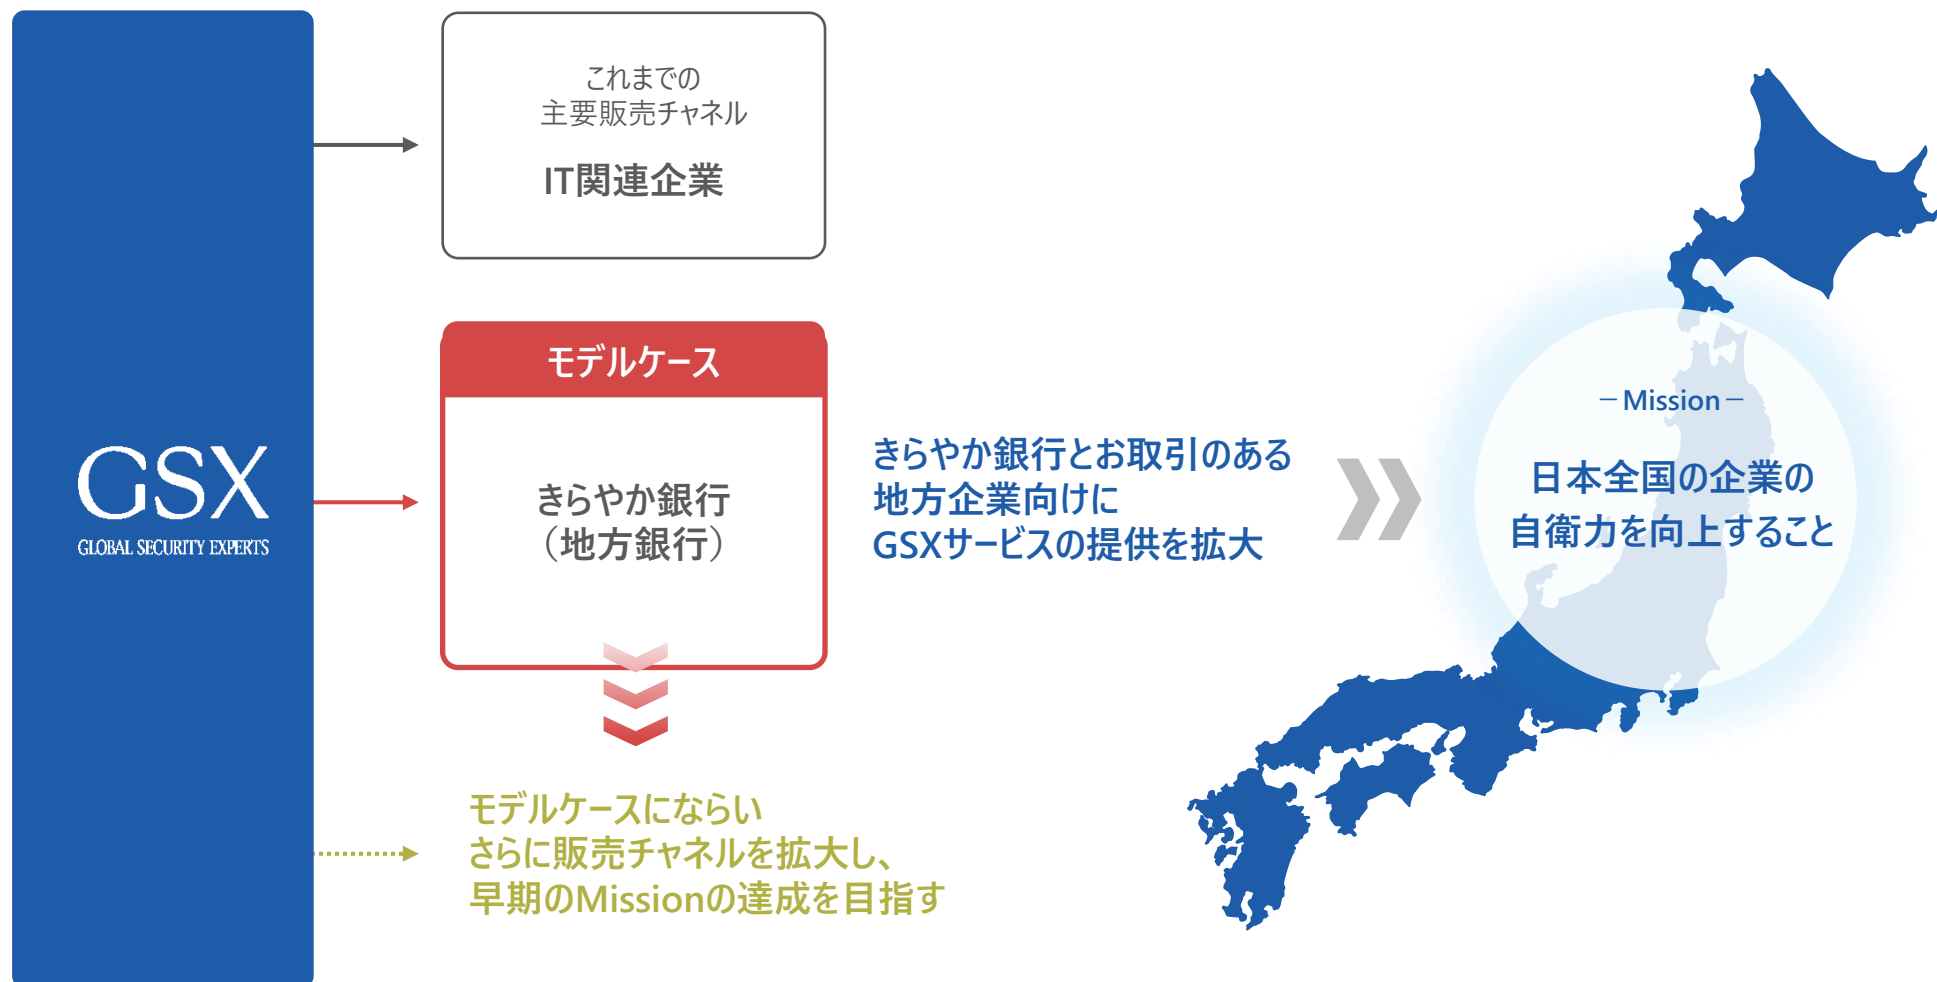 GSX
GLOBAL SECURITY EXPERTS
これまでの
主要販売チャネル
IT関連企業
モデルケース
きらやか銀行
（地方銀行）
きらやか銀行とお取引のある
地方企業向けに
GSXサービスの提供を拡大
モデルケースにならい
さらに販売チャネルを拡大し、
早期のMissionの達成を目指す
－Mission－
日本全国の企業の
自衛力を向上すること